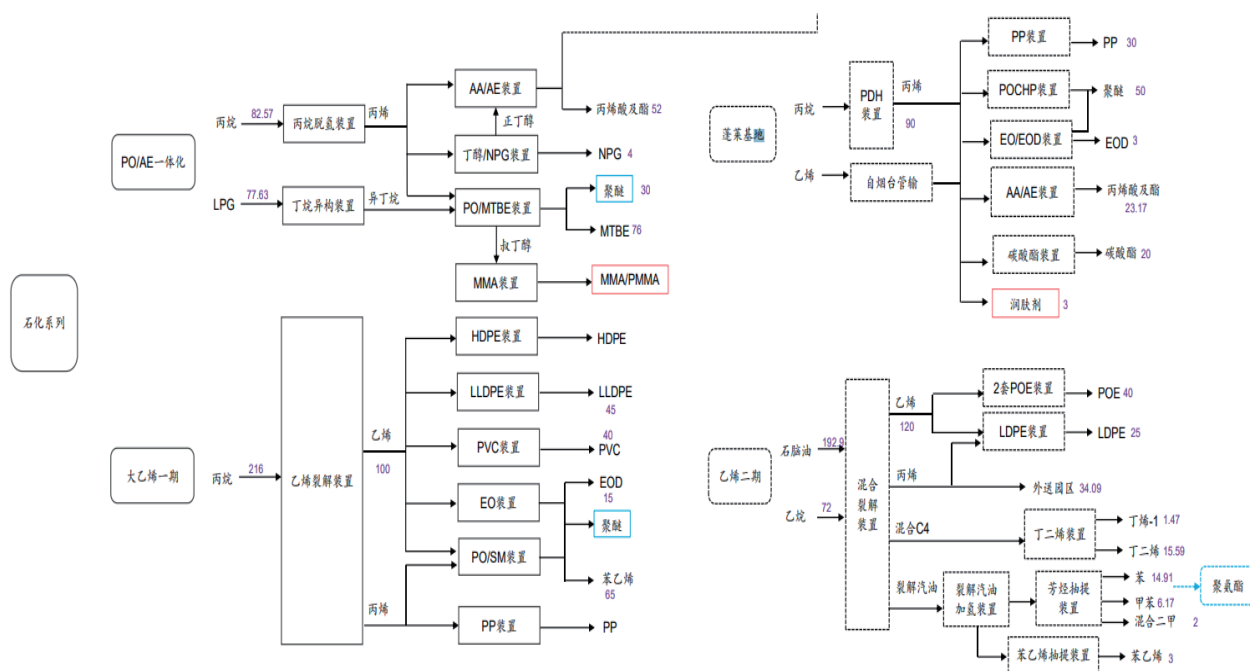 石化系列
PO/AE一体化
丙烷
82.57
丙烷脱氢装置
丙烯
LPG
77.63
丁烷异构装置
异丁烷
AA/AE装置
正丁醇
丙烯酸及酯 52
丁醇/NPG装置
NPG 4
PO/MTBE装置
聚醚
30
MTBE 76
叔丁醇
MMA装置
MMA/PMMA
大乙烯一期
丙烷
216
乙烯裂解装置
乙烯
100
丙烯
HDPE装置
HDPE
LLDPE装置
LLDPE
45
PVC装置
40
PVC
EO装置
EOD
15
聚醚
PO/SM装置
苯乙烯
65
PP装置
PP
丙烷
PDH
装置
丙烯
90
乙烯
自烟台管输
PP装置
PP 30
POCHP装置
聚醚 50
EO/EOD装置
EOD 3
AA/AE装置
丙烯酸及酯
23.17
碳酸酯装置
碳酸酯 20
润肤剂
3
乙烯二期
石脑油
192.9
乙烷
72
混合
裂解
装置
乙烯
120
2套POE装置
POE 40
LDPE装置
LDPE 25
丙烯
外送园区 34.09
混合C4
丁二烯装置
丁烯-1 1.47
丁二烯 15.59
裂解汽油
裂解汽油
加氢装置
芳烃抽提
装置
苯 14.91
甲苯 6.17
混合二甲
2
聚氨酯
苯乙烯抽提装置
苯乙烯 3